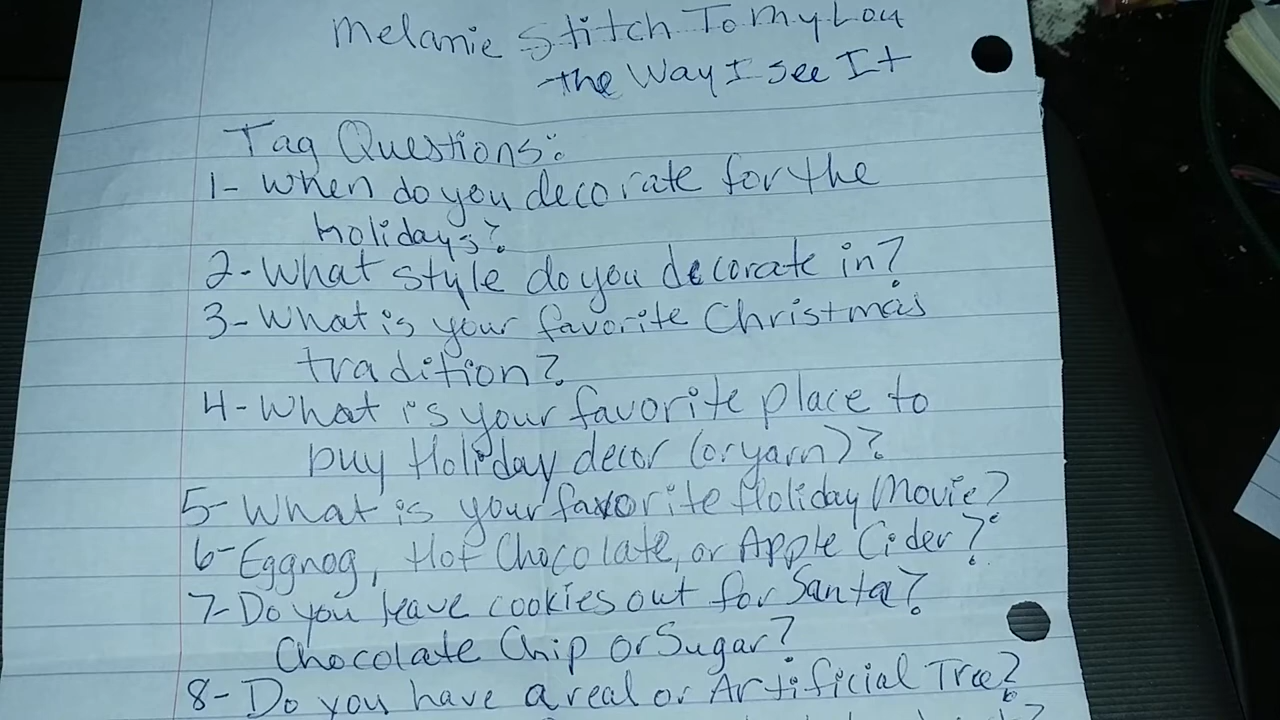 Melanie Stitch To My Lou
the Way I see It
Tag Questions:
1- When do you decorate for the
holidays?
2- What style do you decorate in?
3- What is your favorite Christmas
tradition?
4- What is your favorite place to
buy Holiday decor (or yarn)?
5- What is your favorite Holiday Movie?
6- Eggnog, Hot Chocolate, or Apple Cider?
7- Do you leave cookies out for Santa?
Chocolate Chip or Sugar?
8- Do you have a real or Artificial Tree?